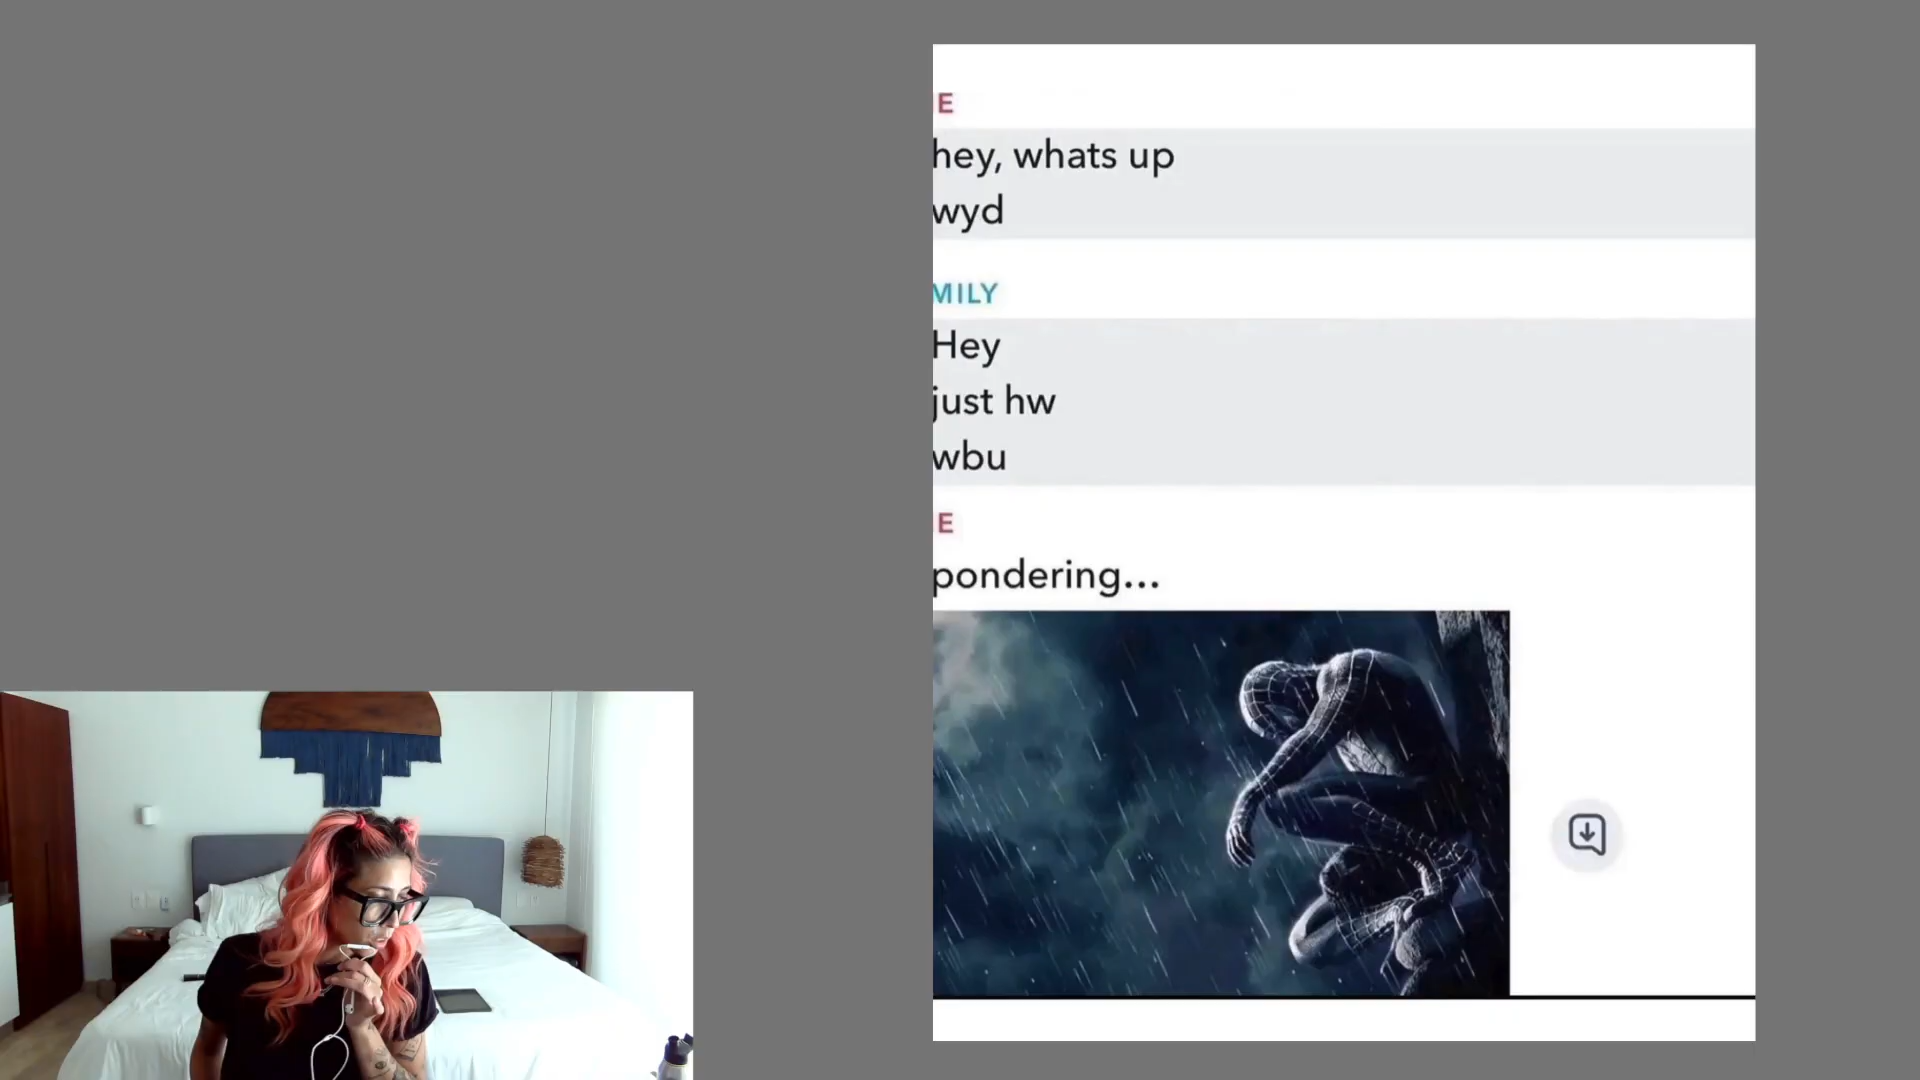 E
hey, whats up
wyd
MILY
Hey
just hw
wbu
E
pondering...